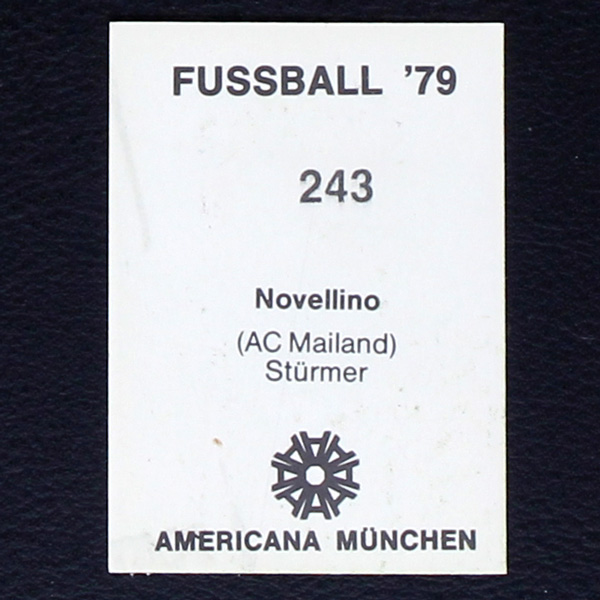 FUSSBALL ’79
243
Novellino
(AC Mailand)
Stürmer
AMERICANA MÜNCHEN